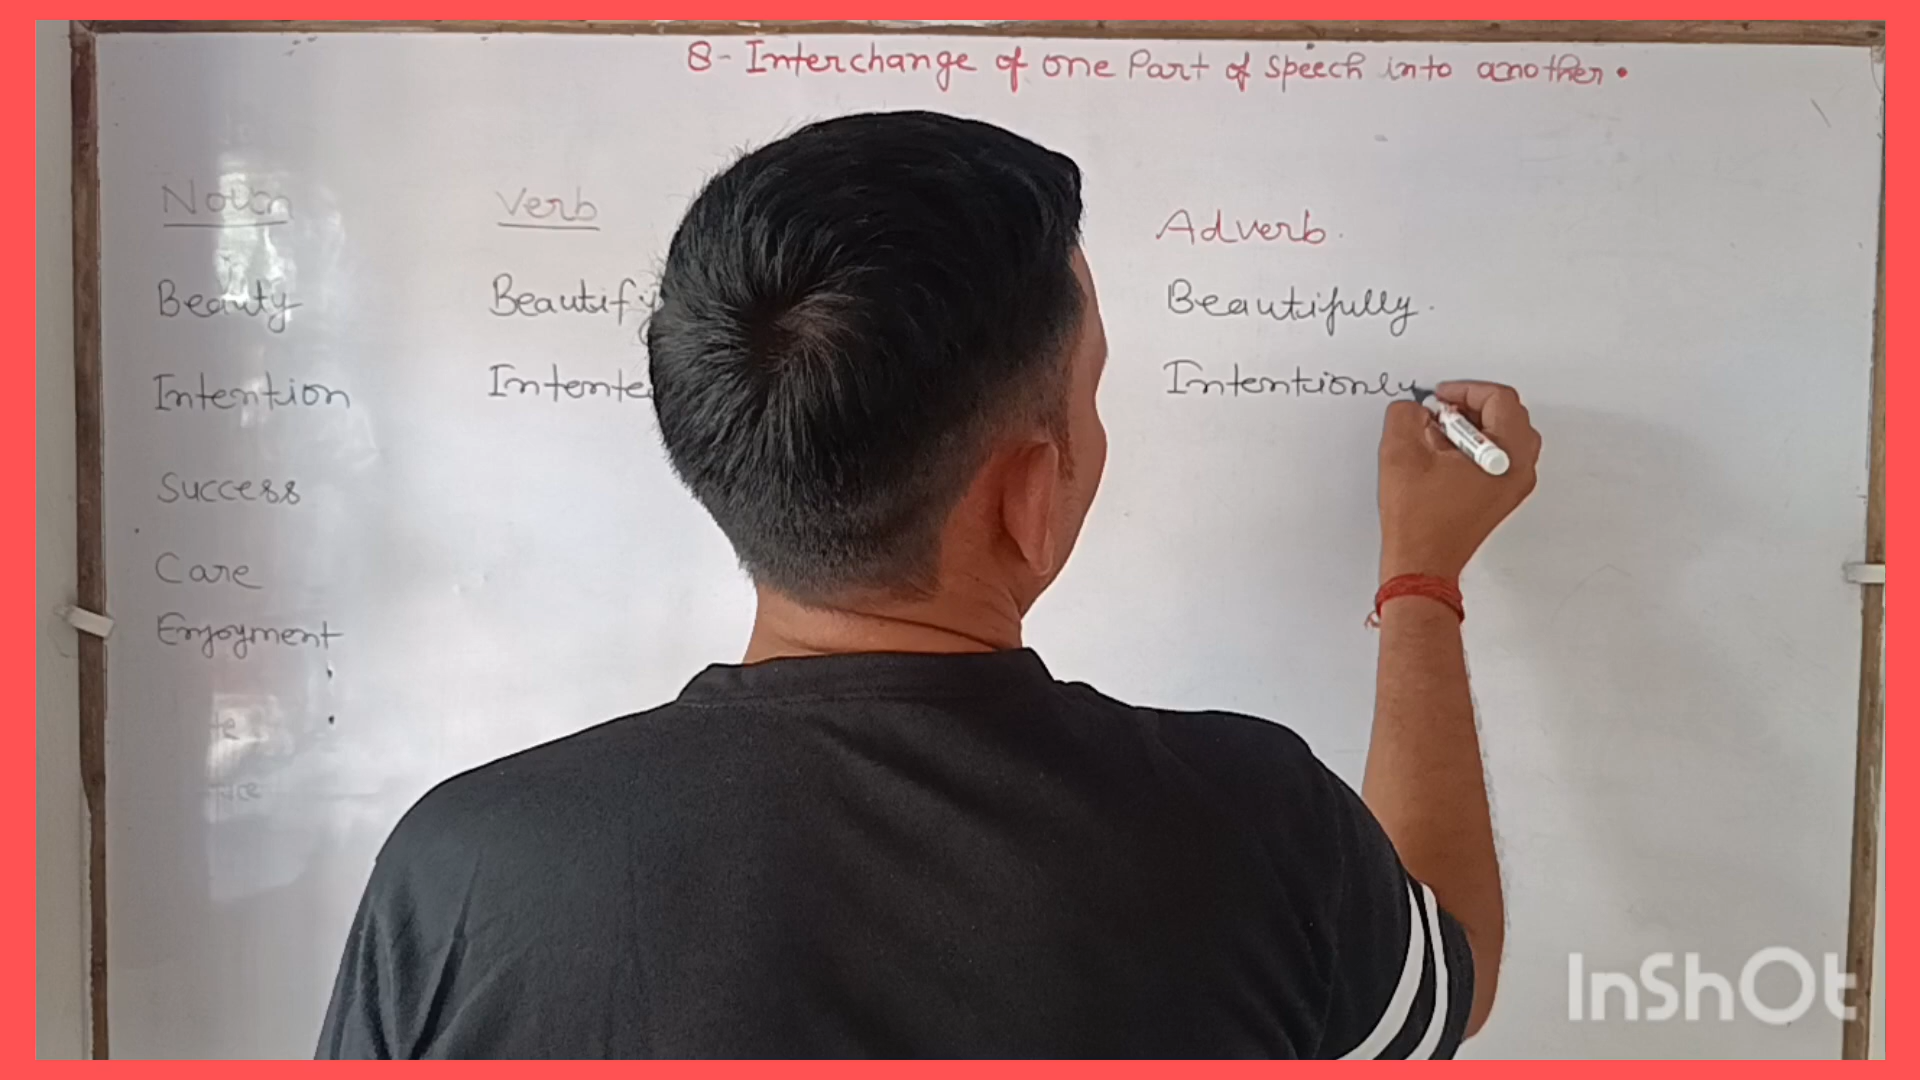 8- Interchange of one Part of speech into another.
Noun Verb Adverb.
Beauty Beautify Beautifully.
Intention Intente Intentionly
Success
Care
Enjoyment
InShOt